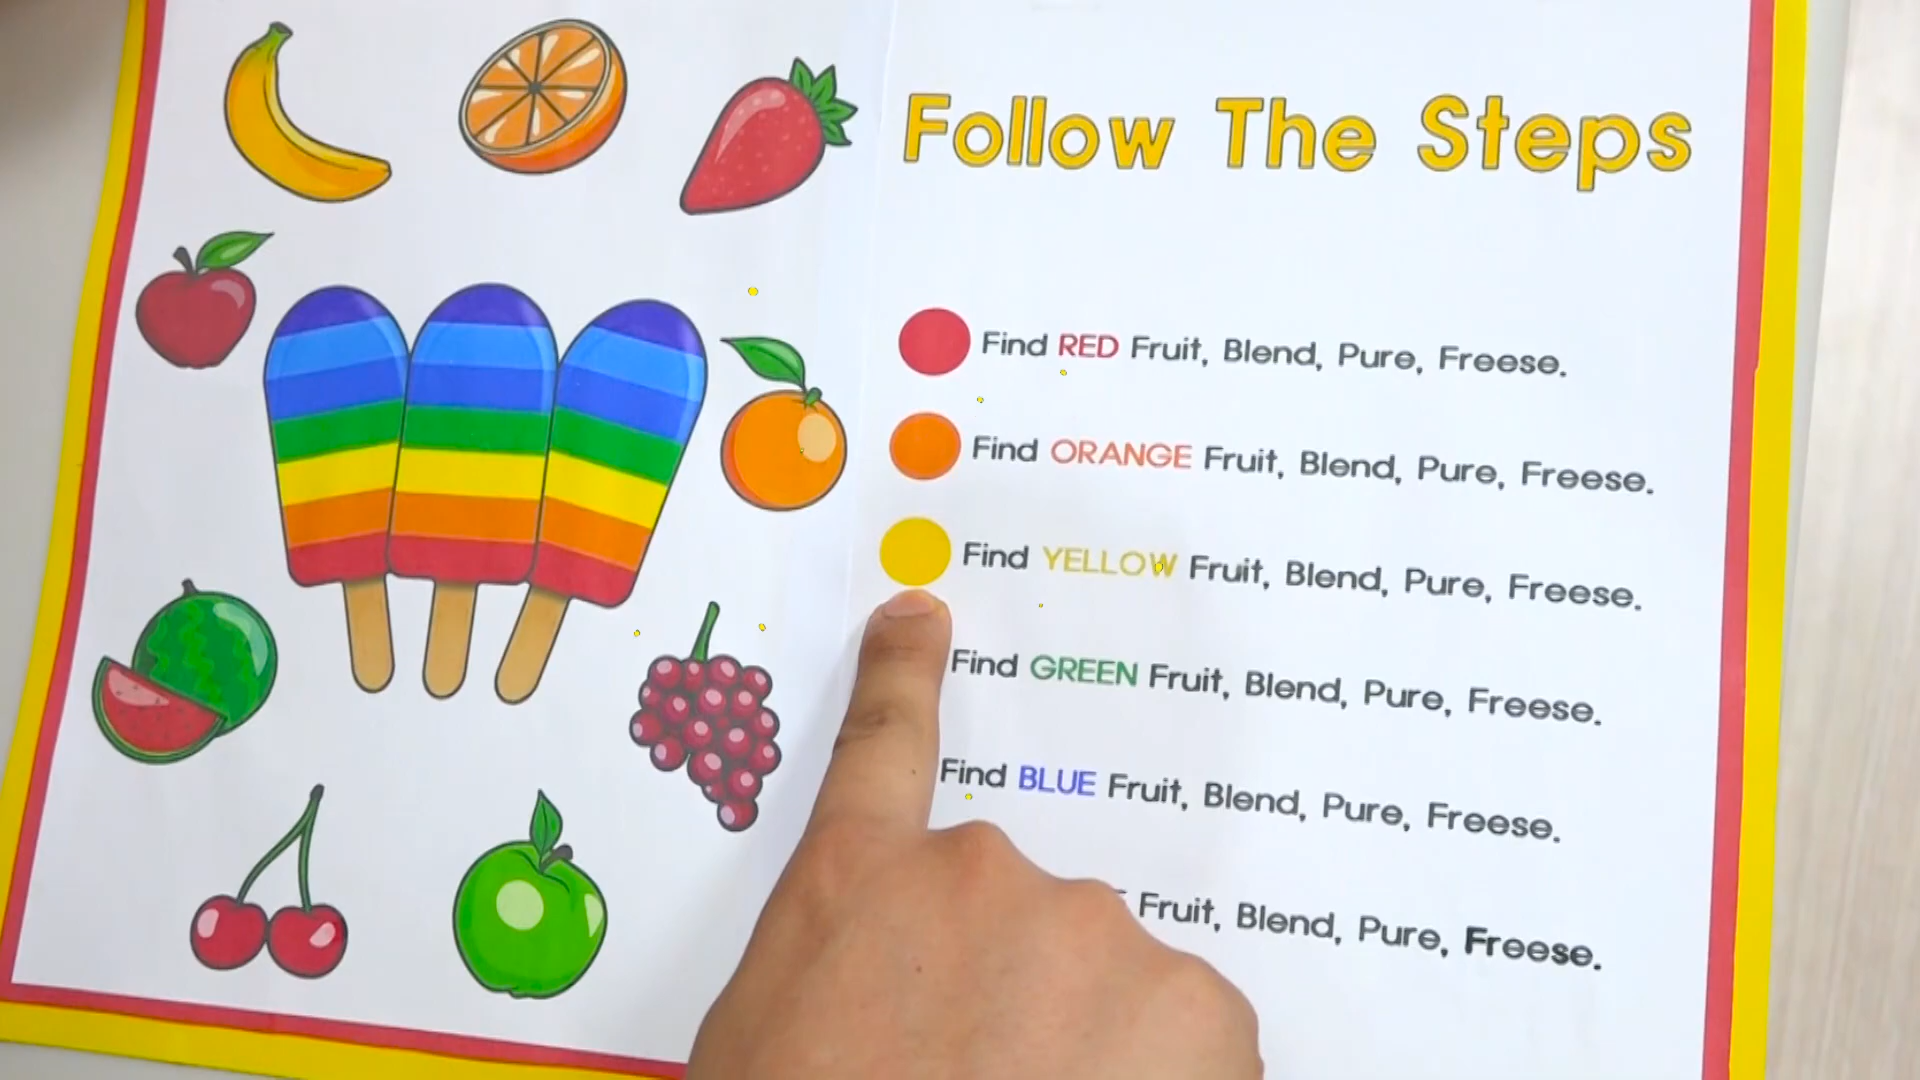 Follow The Steps
Find RED Fruit, Blend, Pure, Freese.
Find ORANGE Fruit, Blend, Pure, Freese.
Find YELLOW Fruit, Blend, Pure, Freese.
Find GREEN Fruit, Blend, Pure, Freese.
Find BLUE Fruit, Blend, Pure, Freese.
Fruit, Blend, Pure, Freese.